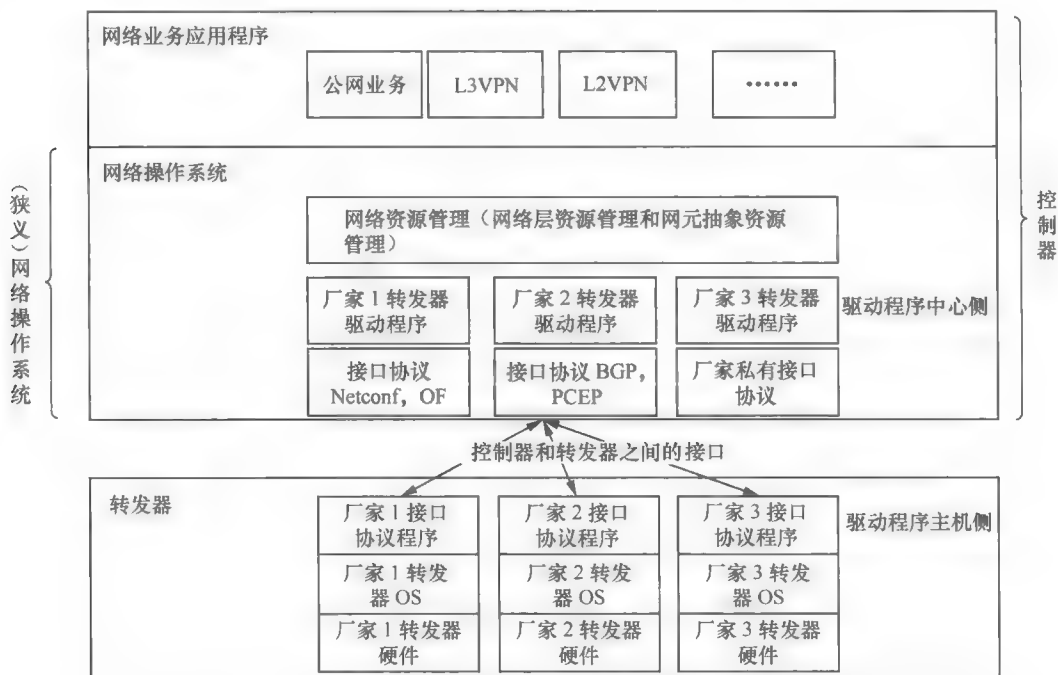 网络业务应用程序
公网业务
L3VPN
L2VPN
……
网络操作系统
网络资源管理（网络层资源管理和网元抽象资源
管理）
厂家 1 转发器
驱动程序
厂家 2 转发器
驱动程序
厂家 3 转发器
驱动程序
驱动程序中心侧
接口协议
Netconf，OF
接口协议 BGP，
PCEP
厂家私有接口
协议
（狭义）网络操作系统
控制器
控制器和转发器之间的接口
转发器
厂家 1 接口
协议程序
厂家 2 接口
协议程序
厂家 3 接口
协议程序
驱动程序主机侧
厂家 1 转发
器 OS
厂家 2 转发
器 OS
厂家 3 转发
器 OS
厂家 1 转发器
硬件
厂家 2 转发器
硬件
厂家 3 转发器
硬件